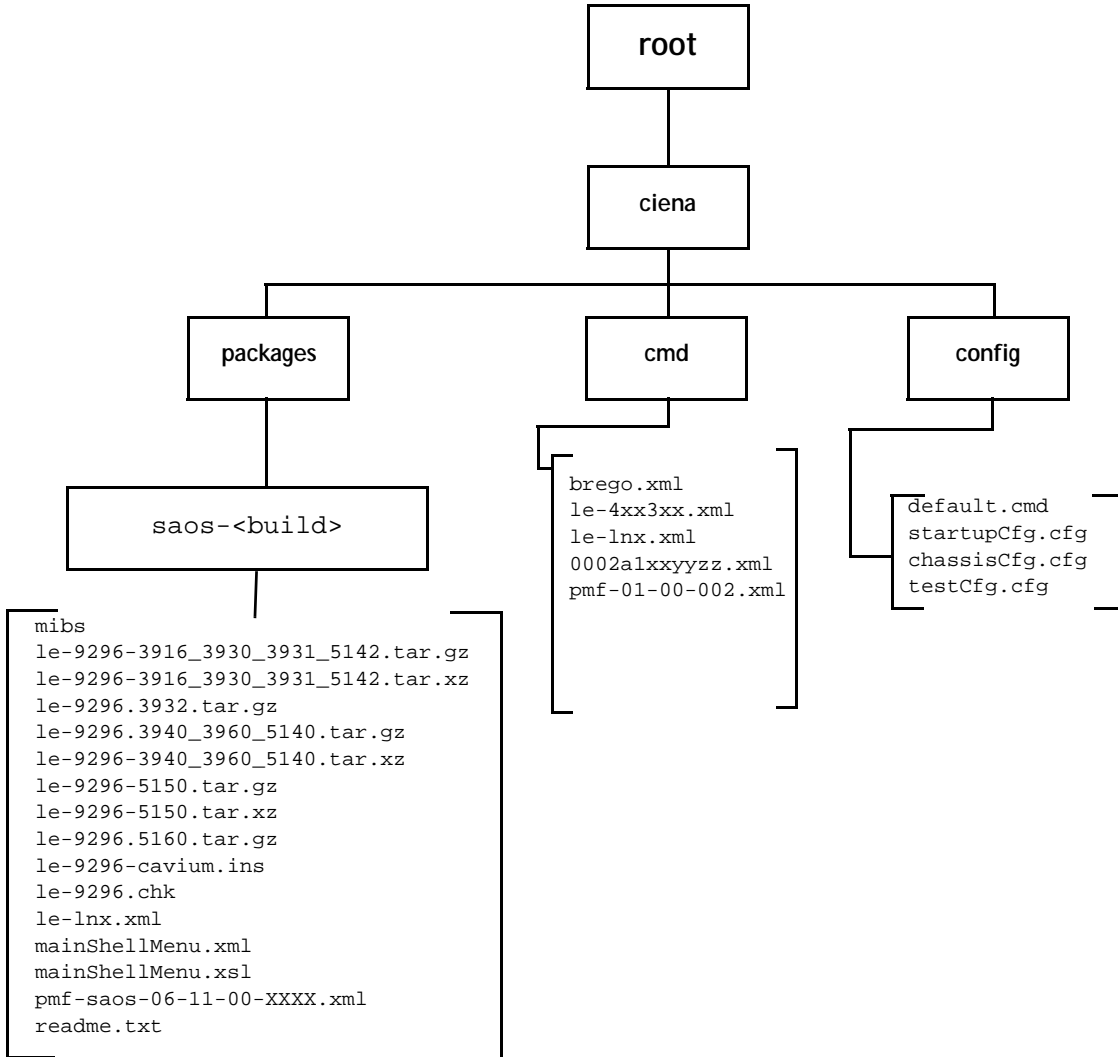 root
ciena
packages
cmd
config
saos-<build>
mibs
le-9296-3916_3930_3931_5142.tar.gz
le-9296-3916_3930_3931_5142.tar.xz
le-9296.3932.tar.gz
le-9296.3940_3960_5140.tar.gz
le-9296-3940_3960_5140.tar.xz
le-9296-5150.tar.gz
le-9296-5150.tar.xz
le-9296.5160.tar.gz
le-9296-cavium.ins
le-9296.chk
le-lnx.xml
mainShellMenu.xml
mainShellMenu.xsl
pmf-saos-06-11-00-XXXX.xml
readme.txt
brego.xml
le-4xx3xx.xml
le-lnx.xml
0002a1xxyyzz.xml
pmf-01-00-002.xml
default.cmd
startupCfg.cfg
chassisCfg.cfg
testCfg.cfg